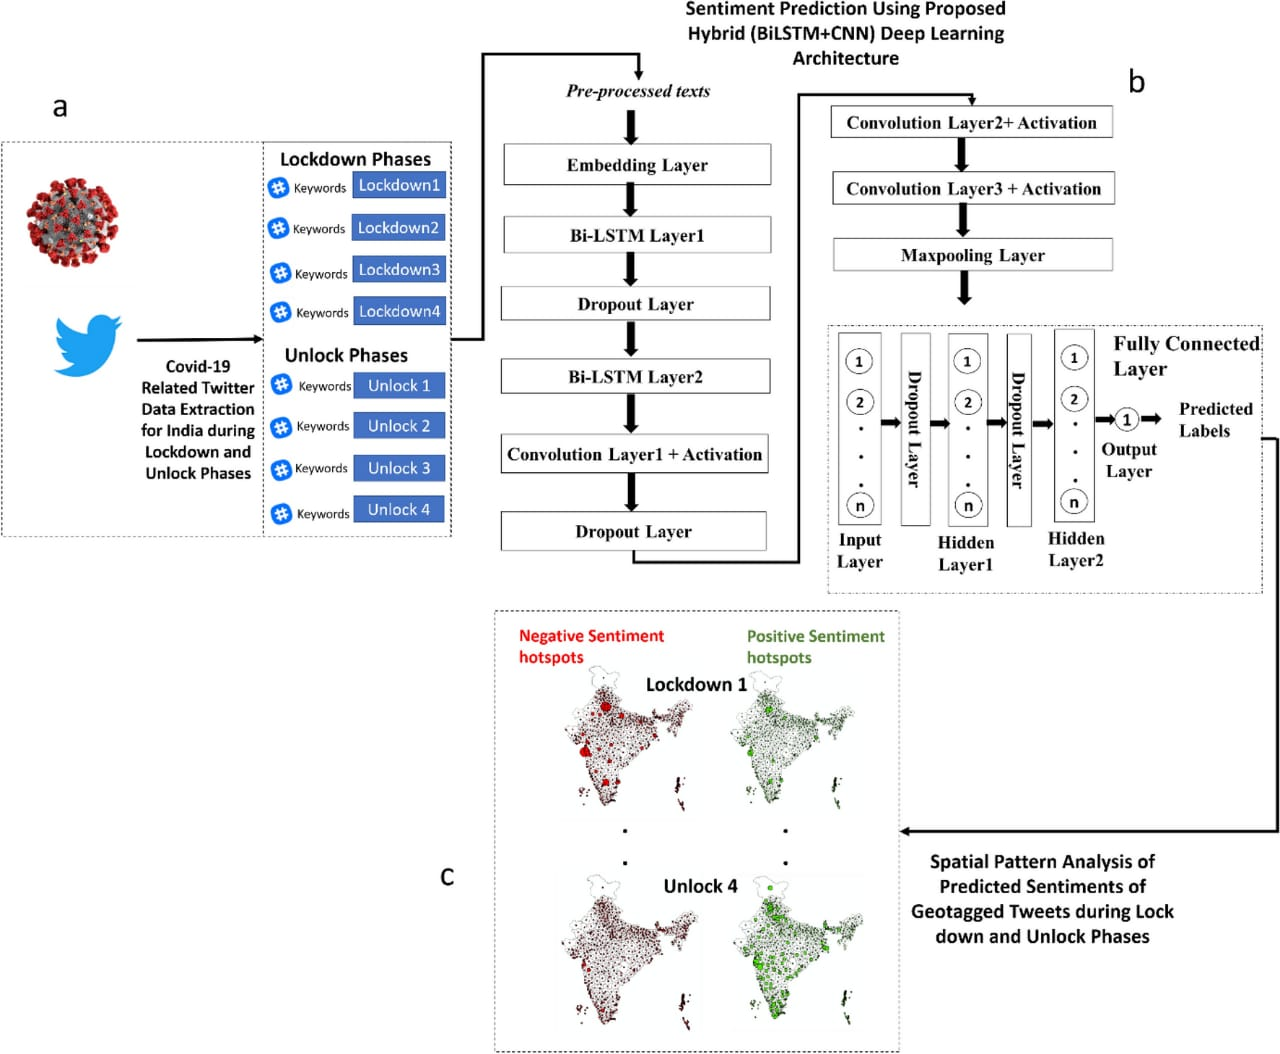 Sentiment Prediction Using Proposed
Hybrid (BiLSTM+CNN) Deep Learning
Architecture
a
Lockdown Phases
Keywords Lockdown1
Keywords Lockdown2
Keywords Lockdown3
Keywords Lockdown4
Unlock Phases
Keywords Unlock 1
Keywords Unlock 2
Keywords Unlock 3
Keywords Unlock 4
Covid-19
Related Twitter
Data Extraction
for India during
Lockdown and
Unlock Phases
b
Pre-processed texts
Embedding Layer
Bi-LSTM Layer1
Dropout Layer
Bi-LSTM Layer2
Convolution Layer1 + Activation
Dropout Layer
Convolution Layer2+ Activation
Convolution Layer3 + Activation
Maxpooling Layer
Fully Connected
Layer
1
2
.
.
.
n
Input
Layer
Dropout Layer
1
2
.
.
.
n
Hidden
Layer1
Dropout Layer
1
2
.
.
.
n
Hidden
Layer2
1
Output
Layer
Predicted
Labels
c
Negative Sentiment
hotspots
Positive Sentiment
hotspots
Lockdown 1
Unlock 4
Spatial Pattern Analysis of
Predicted Sentiments of
Geotagged Tweets during Lock
down and Unlock Phases